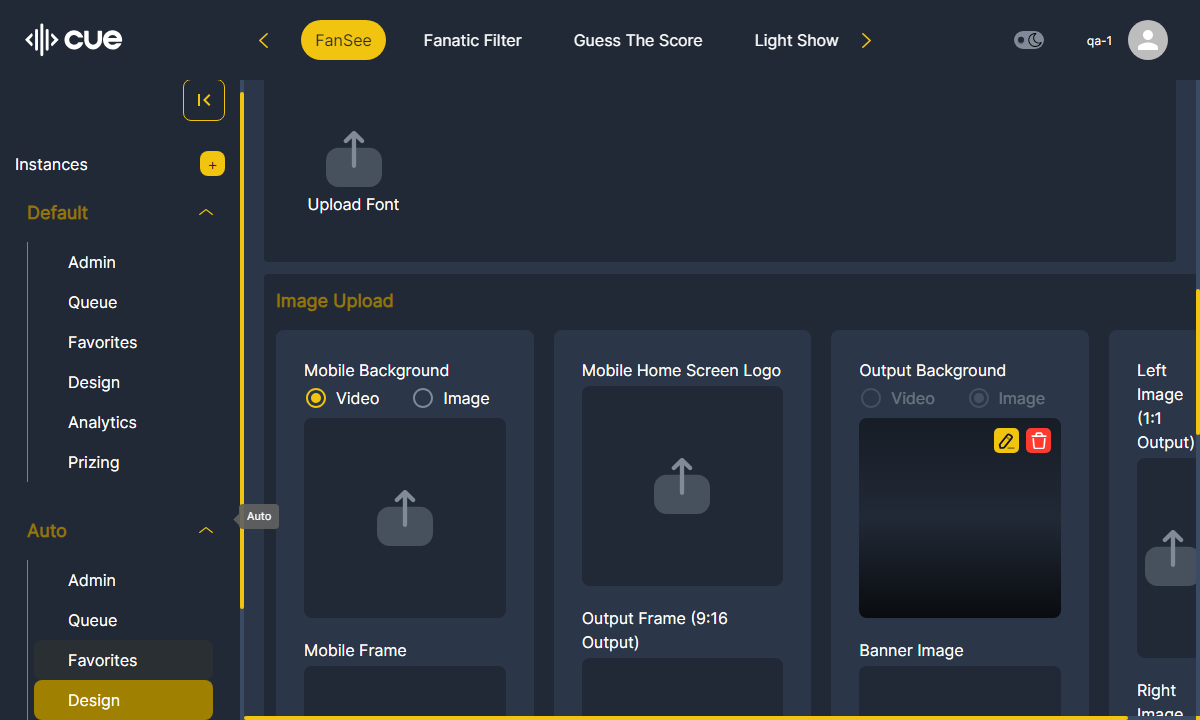 cue
FanSee
Fanatic Filter
Guess The Score
Light Show
qa-1
Instances
+
Default
Admin
Queue
Favorites
Design
Analytics
Prizing
Auto
Admin
Queue
Favorites
Design
Auto
Upload Font
Image Upload
Mobile Background
Video
Image
Mobile Frame
Mobile Home Screen Logo
Output Frame (9:16
Output)
Output Background
Video
Image
Banner Image
Left
Image
(1:1
Output)
Right
Image